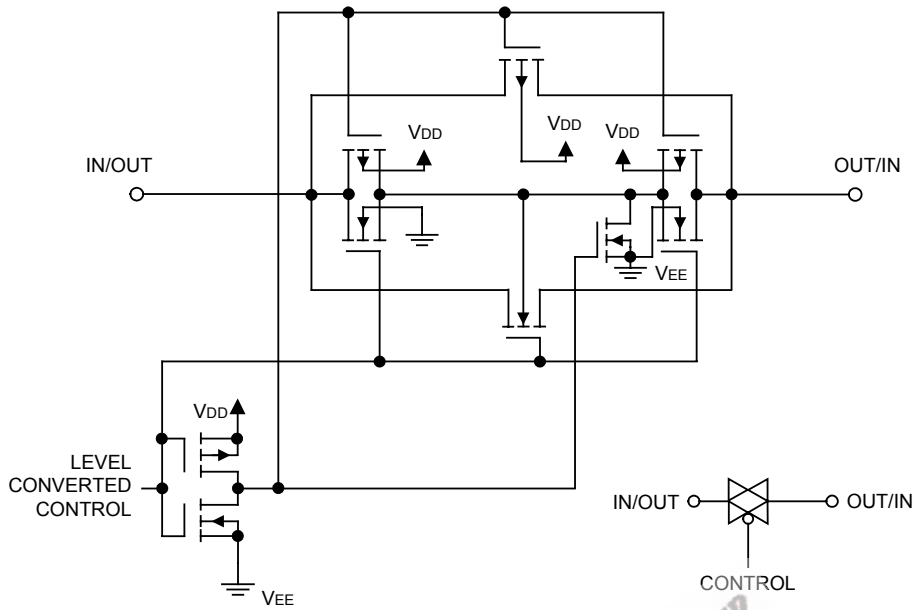 VDD
VDD
VDD
IN/OUT
OUT/IN
VEE
VDD
LEVEL
CONVERTED
CONTROL
IN/OUT
OUT/IN
VEE
CONTROL